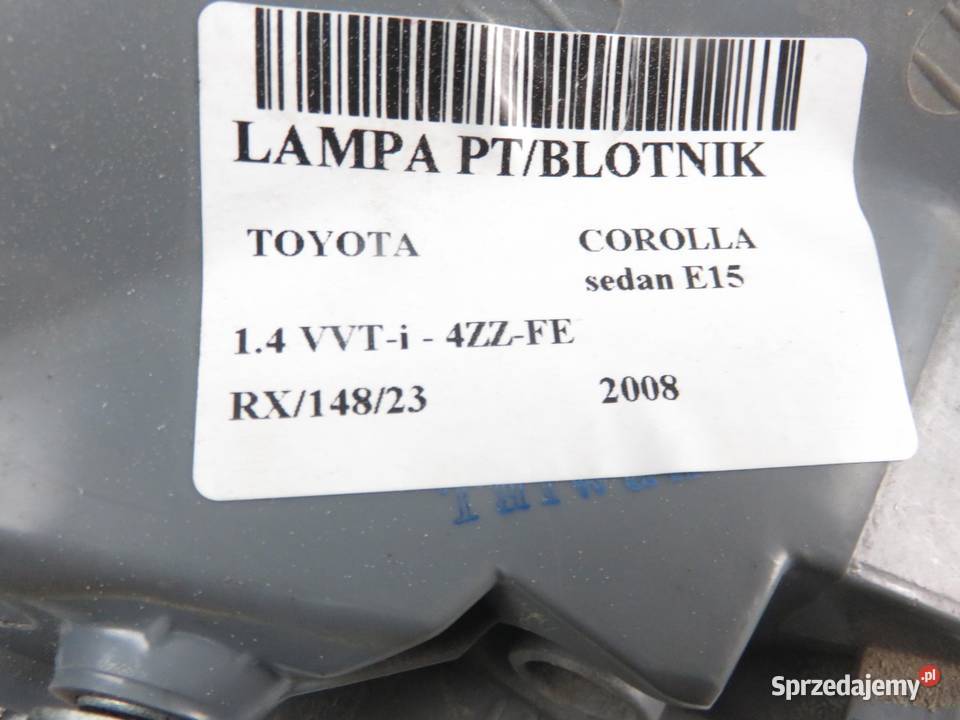 LAMPA PT/BLOTNIK
TOYOTA COROLLA
sedan E15
1.4 VVT-i - 4ZZ-FE
RX/148/23 2008
Sprzedajemy.pl